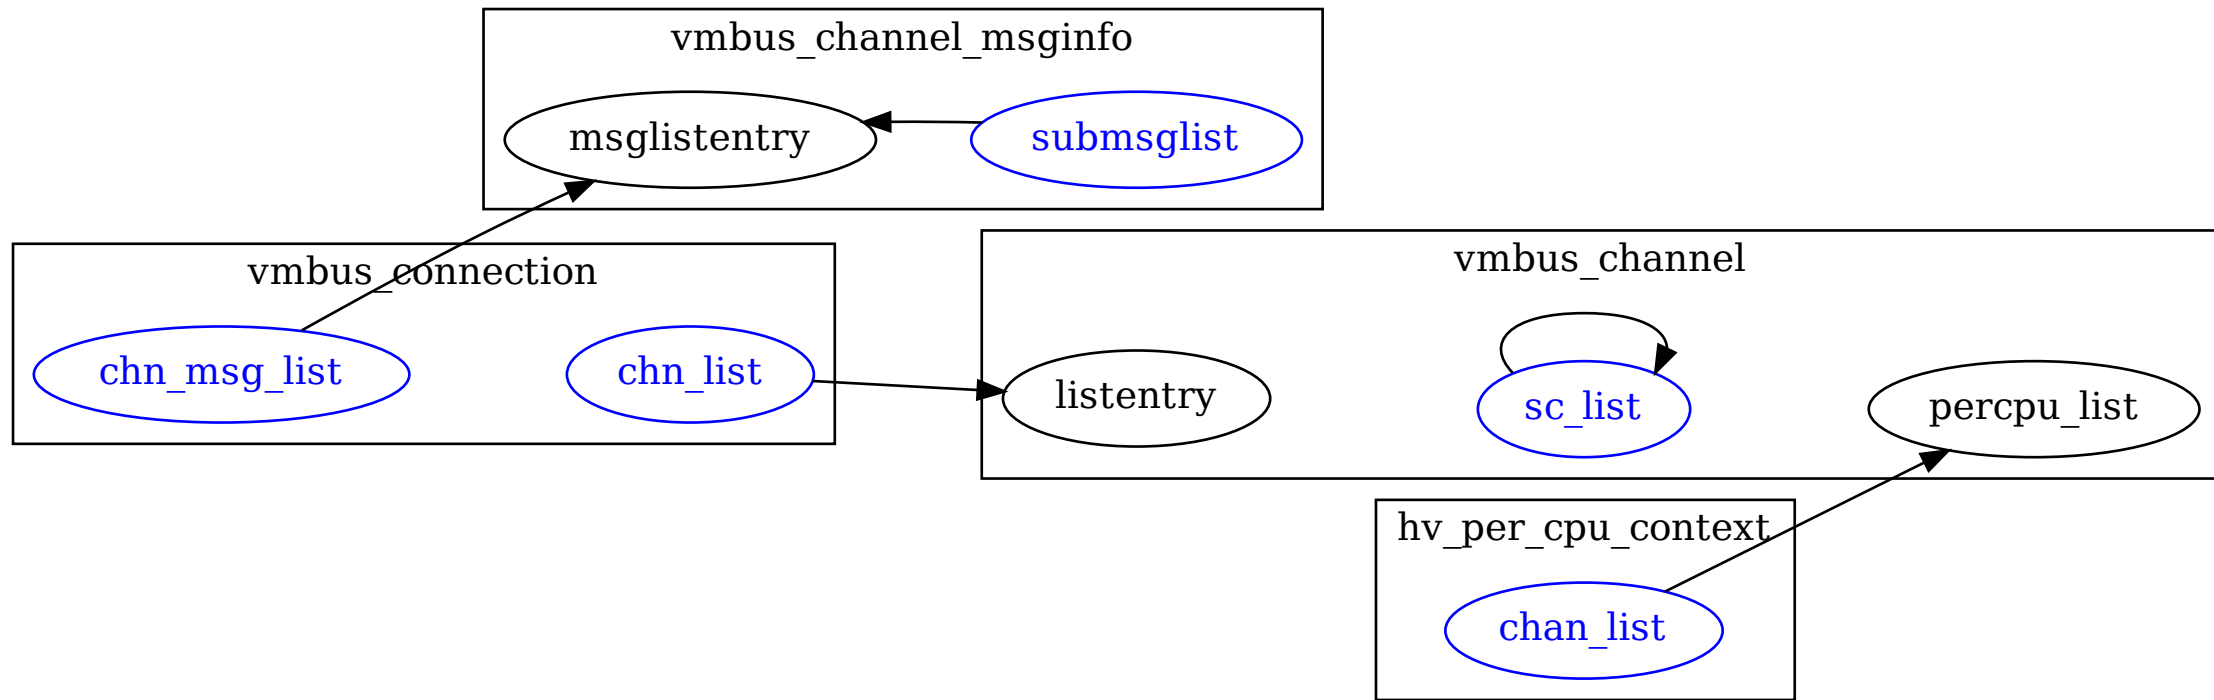 vmbus_channel_msginfo
msglistentry
submsglist
vmbus_connection
chn_msg_list
chn_list
vmbus_channel
listentry
sc_list
percpu_list
hv_per_cpu_context
chan_list